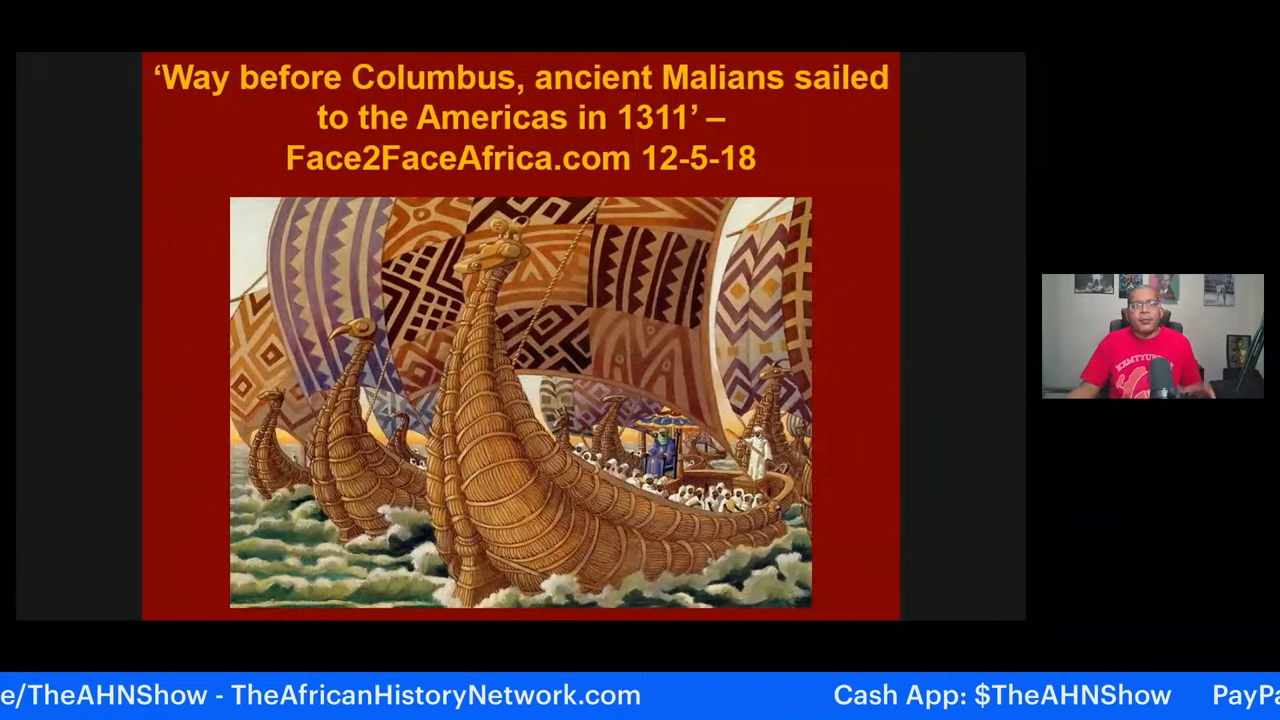 ‘Way before Columbus, ancient Malians sailed
to the Americas in 1311’ –
Face2FaceAfrica.com 12-5-18
e/TheAHNShow - TheAfricanHistoryNetwork.com Cash App: $TheAHNShow PayPa